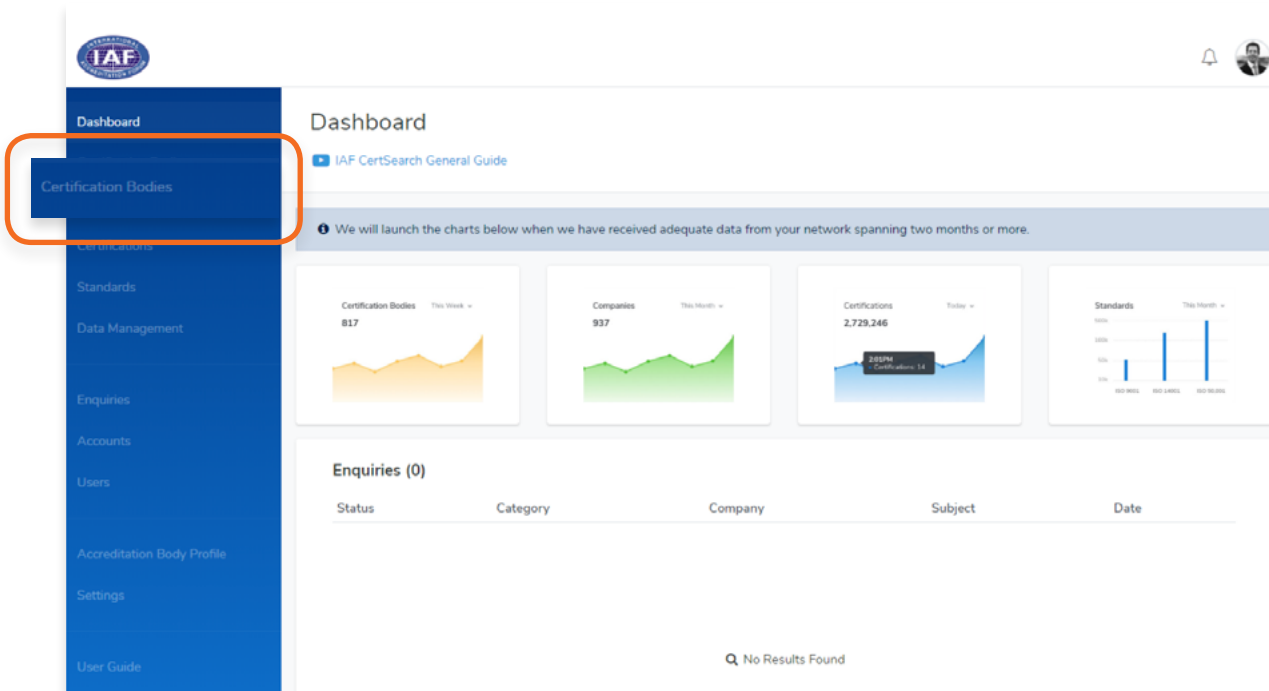 INTERNATIONAL
IAF
ACCREDITATION FORUM
Dashboard
Certification Bodies
Certifications
Standards
Data Management
Enquiries
Accounts
Users
Accreditation Body Profile
Settings
User Guide
Dashboard
IAF CertSearch General Guide
We will launch the charts below when we have received adequate data from your network spanning two months or more.
Certification Bodies This Week
817
Companies This Month
937
Certifications Today
2,729,246
2:01PM
- Certifications: 14
Standards This Month
ISO 9001 ISO 14001
Enquiries (0)
Status Category Company Subject Date
No Results Found